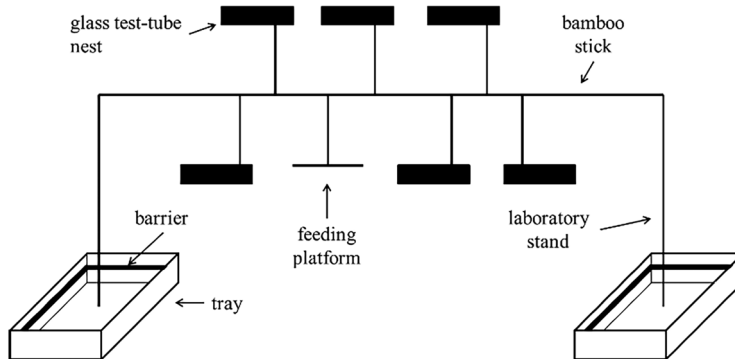 glass test-tube
nest
bamboo
stick
barrier
feeding
platform
laboratory
stand
tray